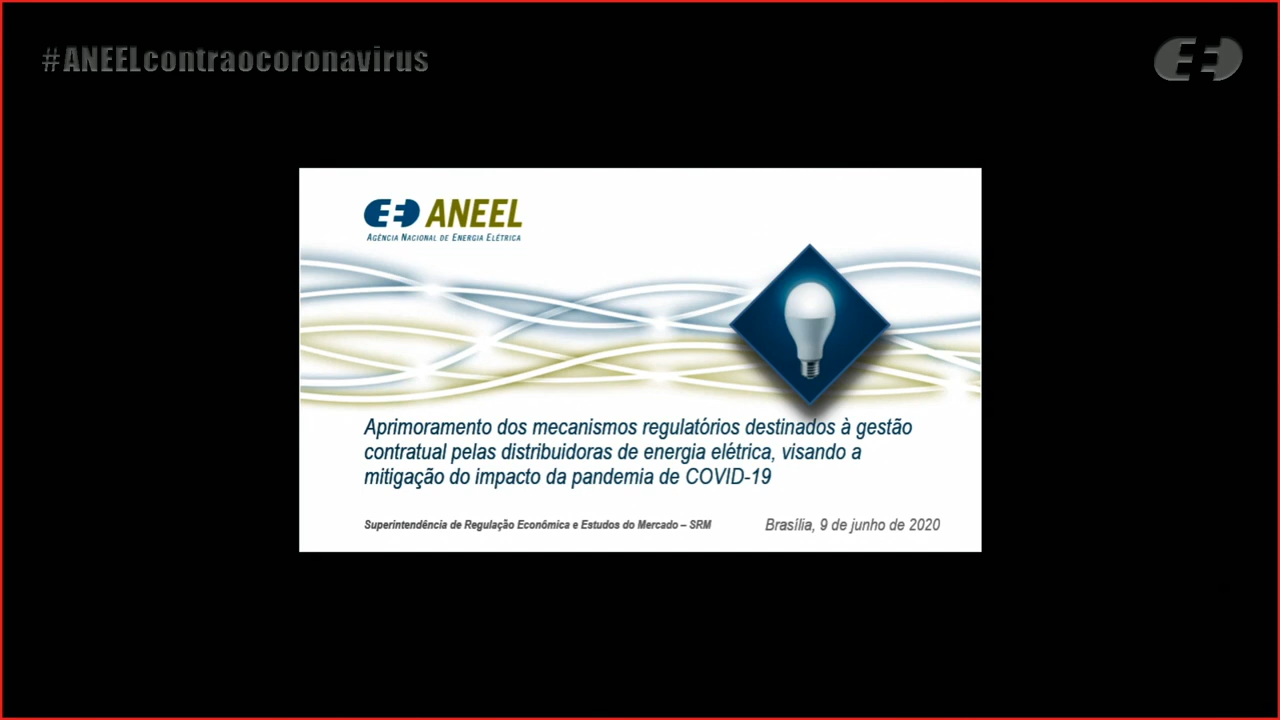 #ANEELcontraocoronavirus
ANEEL
AGÊNCIA NACIONAL DE ENERGIA ELÉTRICA
Aprimoramento dos mecanismos regulatórios destinados à gestão
contratual pelas distribuidoras de energia elétrica, visando a
mitigação do impacto da pandemia de COVID-19
Superintendência de Regulação Econômica e Estudos do Mercado – SRM
Brasília, 9 de junho de 2020